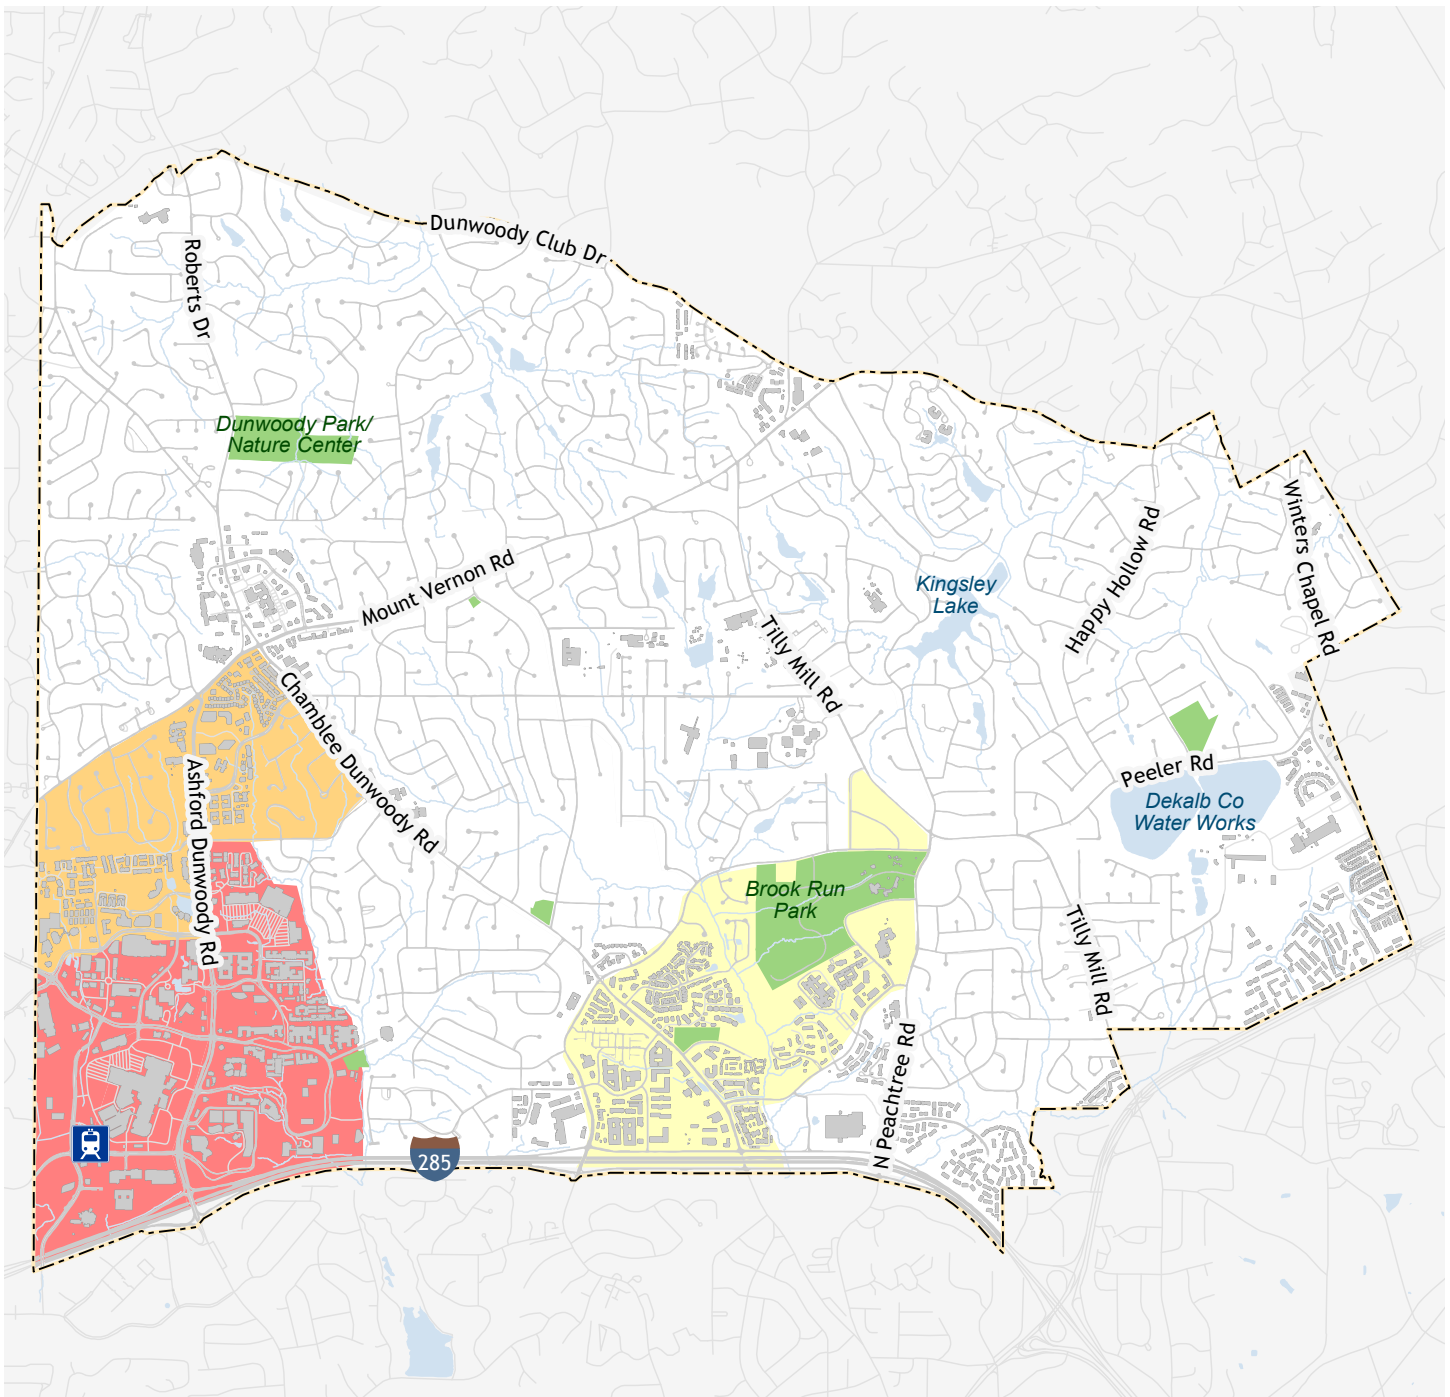 Dunwoody Club Dr
Roberts Dr
Dunwoody Park/
Nature Center
Winters Chapel Rd
Happy Hollow Rd
Mount Vernon Rd
Kingsley
Lake
Tilly Mill Rd
Chamblee Dunwoody Rd
Ashford Dunwoody Rd
Peeler Rd
Dekalb Co
Water Works
Brook Run
Park
Tilly Mill Rd
N Peachtree Rd
285